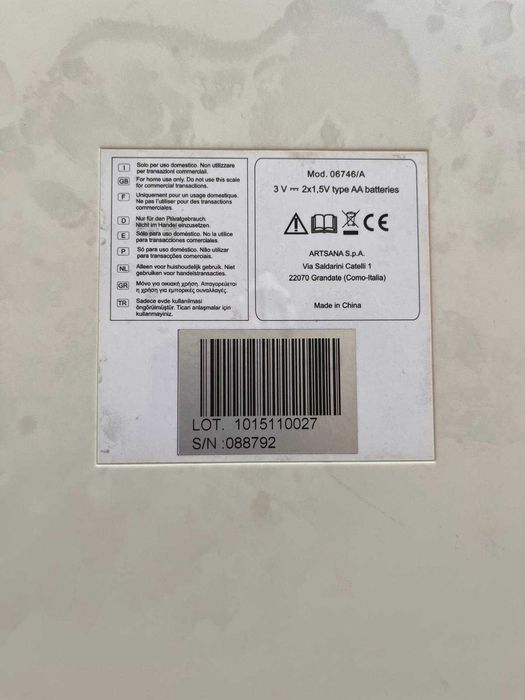 I Solo per uso domestico. Non utilizzare
per transazioni commerciali.
GB For home use only. Do not use this scale
for commercial transactions.
F Uniquement pour un usage domestique.
Ne pas l'utiliser pour des transactions
commerciales.
D Nur für den Privatgebrauch.
Nicht im Handel einzusetzen.
E Sólo para uso doméstico. No la utilice
para transacciones comerciales.
P Só para uso doméstico. Não utilizar
para transacções comerciais.
NL Alleen voor huishoudelijk gebruik. Niet
gebruiken voor handelstransacties.
GR Μόνο για οικιακή χρήση. Απαγορεύεται
η χρήση για εμπορικές συναλλαγές.
TR Sadece evde kullanılması
öngörülmüştür. Tican anlaşmalar için
kullanmayiniz.
Mod. 06746/A
3 V 2x1,5V type AA batteries
CE
ARTSANA S.p.A.
Via Saldarini Catelli 1
22070 Grandate (Como-Italia)
Made in China
LOT. 1015110027
S/N :088792